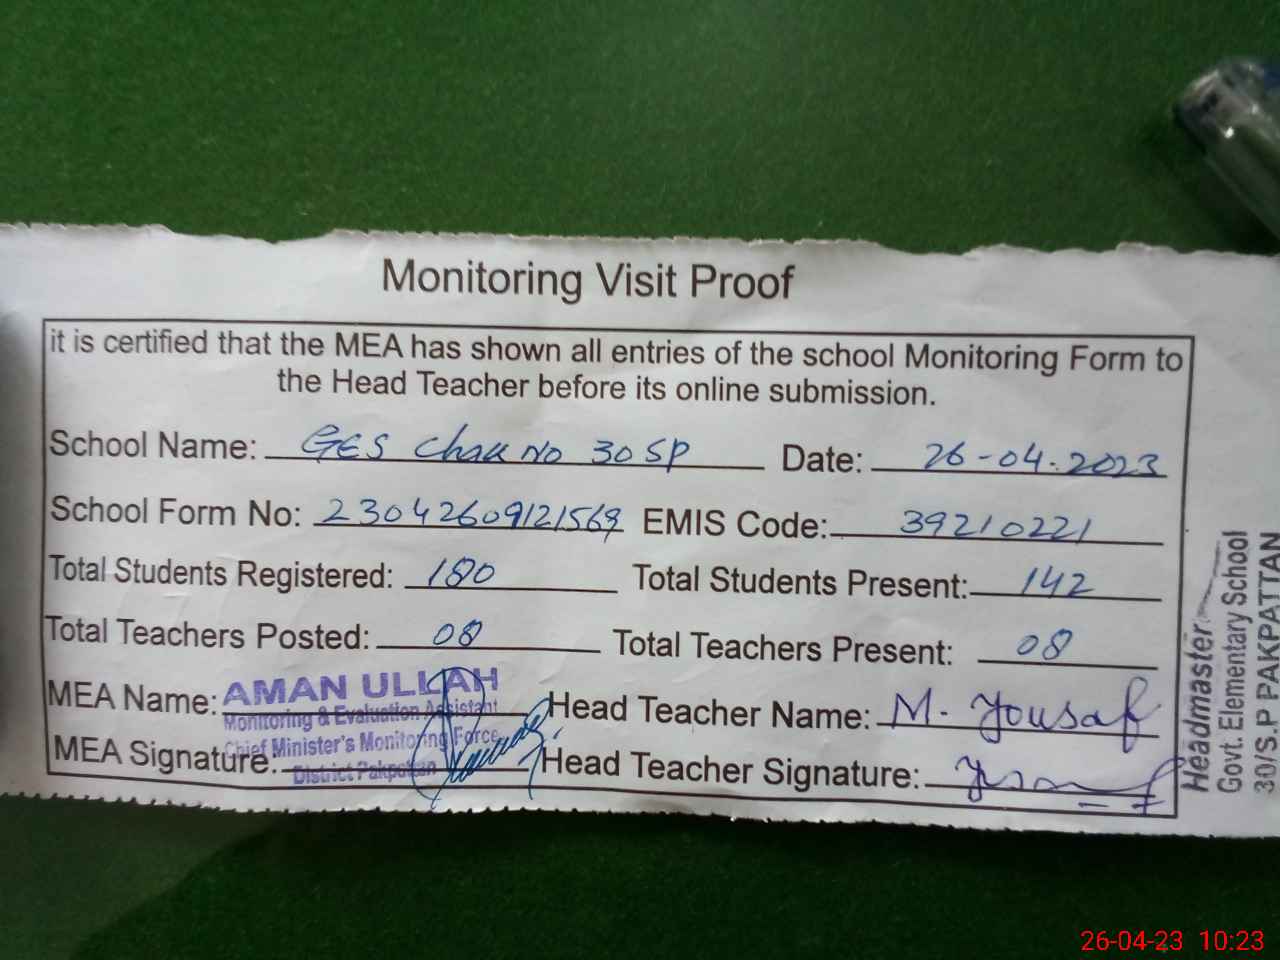 Monitoring Visit Proof
it is certified that the MEA has shown all entries of the school Monitoring Form to
the Head Teacher before its online submission.
School Name: GES Chak No 30 SP Date: 26-04-2023
School Form No: 23042609121569 EMIS Code: 39210221
Total Students Registered: 180 Total Students Present: 142
Total Teachers Posted: 08 Total Teachers Present: 08
MEA Name: AMAN ULLAH Head Teacher Name: M. Yousaf
Monitoring & Evaluation Assistant
Chief Minister's Monitoring Force
MEA Signature: District Pakpattan Head Teacher Signature:
Headmaster
Govt. Elementary School
30/S.P PAKPATTAN
26-04-23 10:23